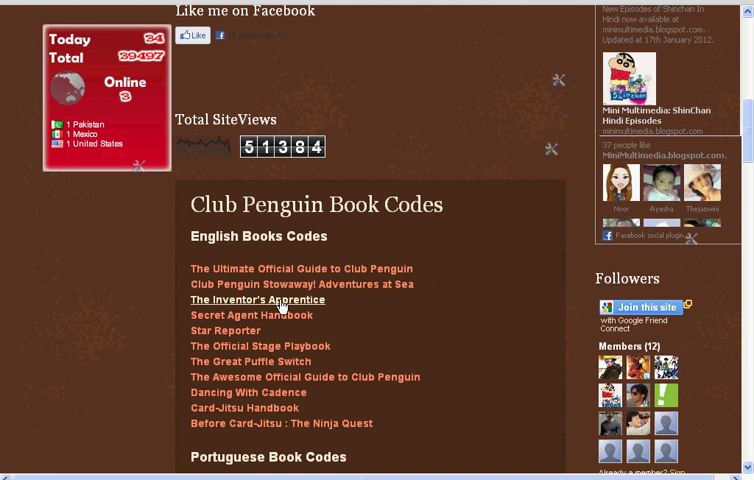 Like me on Facebook
Like
Today 34
Total 39497
Online
3
1 Pakistan
1 Mexico
1 United States
Total SiteViews
51384
Club Penguin Book Codes
English Books Codes
The Ultimate Official Guide to Club Penguin
Club Penguin Stowaway! Adventures at Sea
The Inventor's Apprentice
Secret Agent Handbook
Star Reporter
The Official Stage Playbook
The Great Puffle Switch
The Awesome Official Guide to Club Penguin
Dancing With Cadence
Card-Jitsu Handbook
Before Card-Jitsu : The Ninja Quest
Portuguese Book Codes
New Episodes of Shinchan In
Hindi now available at
minimultimedia.blogspot.com.
Updated at 17th January 2012.
Mini Multimedia: ShinChan
Hindi Episodes
minimultimedia.blogspot.com
37 people like
MiniMultimedia.blogspot.com.
Noor
Ayesha
Thejaswini
Facebook social plugin
Followers
Join this site
with Google Friend
Connect
Members (12)
Already a member? Sign